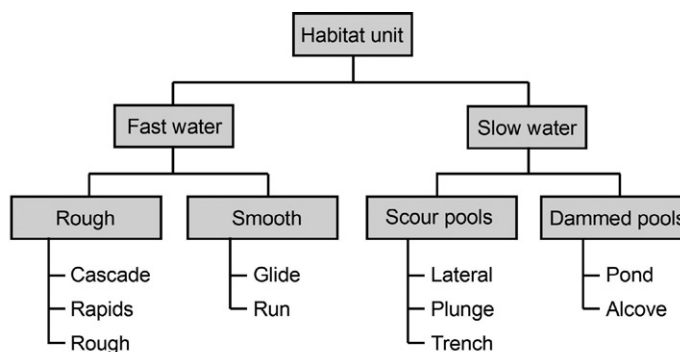 Habitat unit
Fast water
Slow water
Rough
Smooth
Scour pools
Dammed pools
Cascade
Rapids
Rough
Glide
Run
Lateral
Plunge
Trench
Pond
Alcove